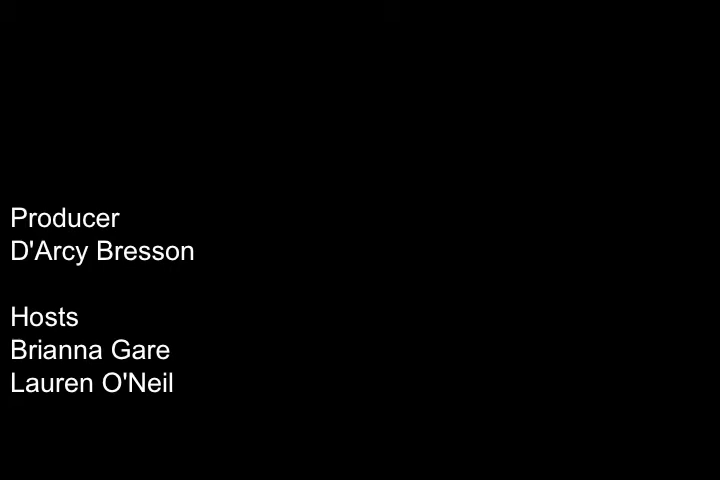 Producer
D'Arcy Bresson
Hosts
Brianna Gare
Lauren O'Neil